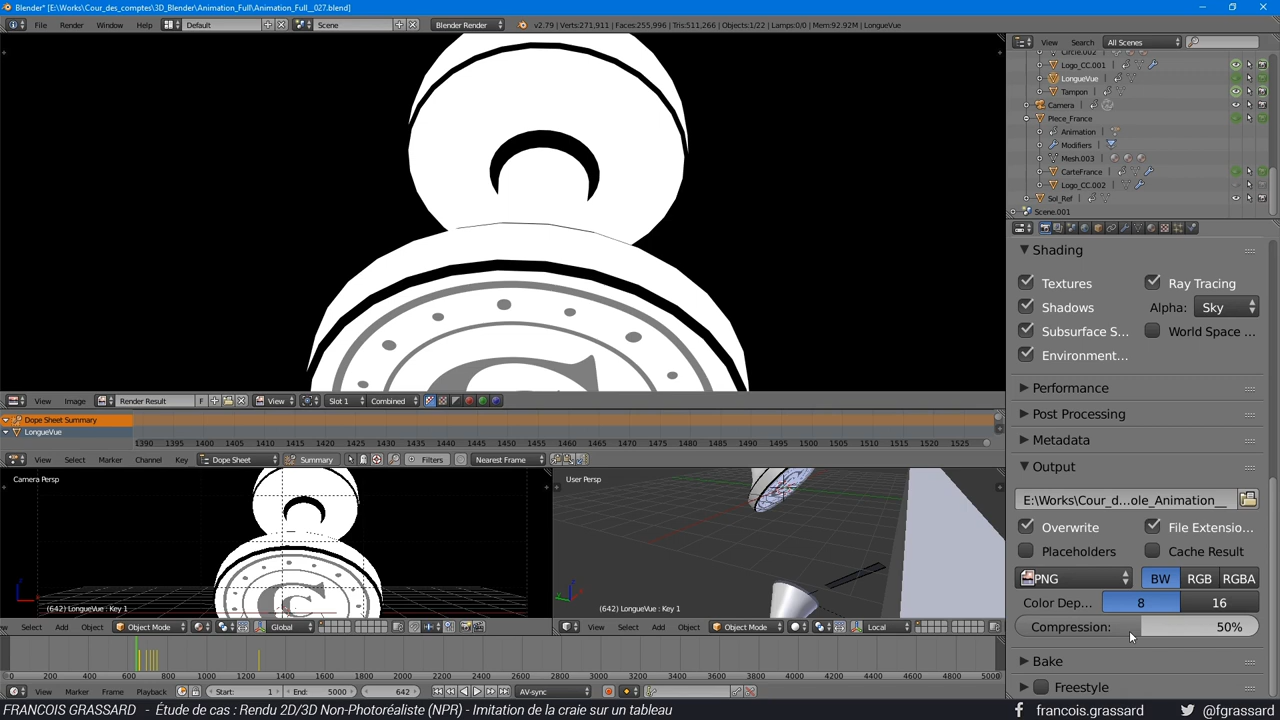 Blender* [E:\Works\Cour_des_comptes\3D_Blender\Animation_Full\Animation_Full__027.blend]
File Render Window Help Default Scene Blender Render v2.79 | Verts:271,911 | Faces:255,996 | Tris:511,266 | Objects:1/22 | Lamps:0/0 | Mem:92.92M | LongueVue
View Search All Scenes
Circle.002
Logo_CC.001
LongueVue
Tampon
Camera
Piece_France
Animation
Modifiers
Mesh.003
CarteFrance
Logo_CC.002
Sol_Ref
Scene.001
Shading
Textures Ray Tracing
Shadows Alpha: Sky
Subsurface S... World Space ...
Environment...
Performance
Post Processing
Metadata
Output
E:\Works\Cour_d...ole_Animation__
Overwrite File Extensio...
Placeholders Cache Result
PNG BW RGB RGBA
Color Dep... 8 16
Compression: 50%
Bake
Freestyle
View Image Render Result F View Slot 1 Combined
Dope Sheet Summary
LongueVue
1390 1395 1400 1405 1410 1415 1420 1425 1430 1435 1440 1445 1450 1455 1460 1465 1470 1475 1480 1485 1490 1495 1500 1505 1510 1515 1520 1525
View Select Marker Channel Key Dope Sheet Summary Filters Nearest Frame
Camera Persp
(642) LongueVue : Key 1
Select Add Object Object Mode Global
User Persp
(642) LongueVue : Key 1
View Select Add Object Object Mode Local
0 200 400 600 800 1000 1200 1400 1600 1800 2000 2200 2400 2600 2800 3000 3200 3400 3600 3800 4000 4200 4400 4600 4800 5000
View Marker Frame Playback Start: 1 End: 5000 642 AV-sync
FRANCOIS GRASSARD - Étude de cas : Rendu 2D/3D Non-Photoréaliste (NPR) - Imitation de la craie sur un tableau
francois.grassard @fgrassard